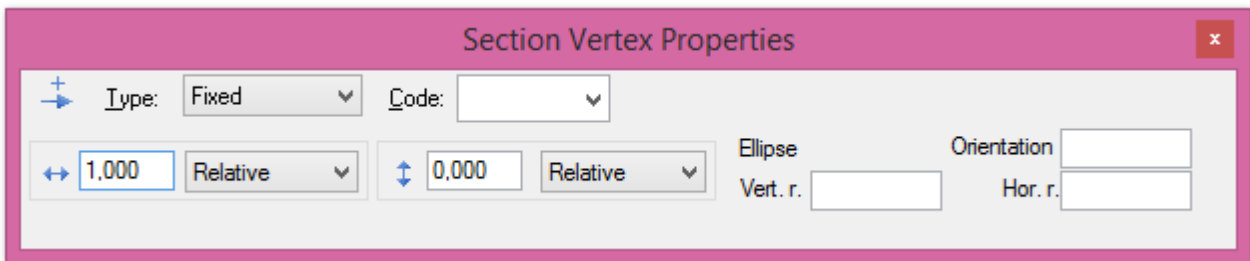 Section Vertex Properties x
Type: Fixed Code:
1,000 Relative 0,000 Relative Ellipse Orientation
Vert. r. Hor. r.